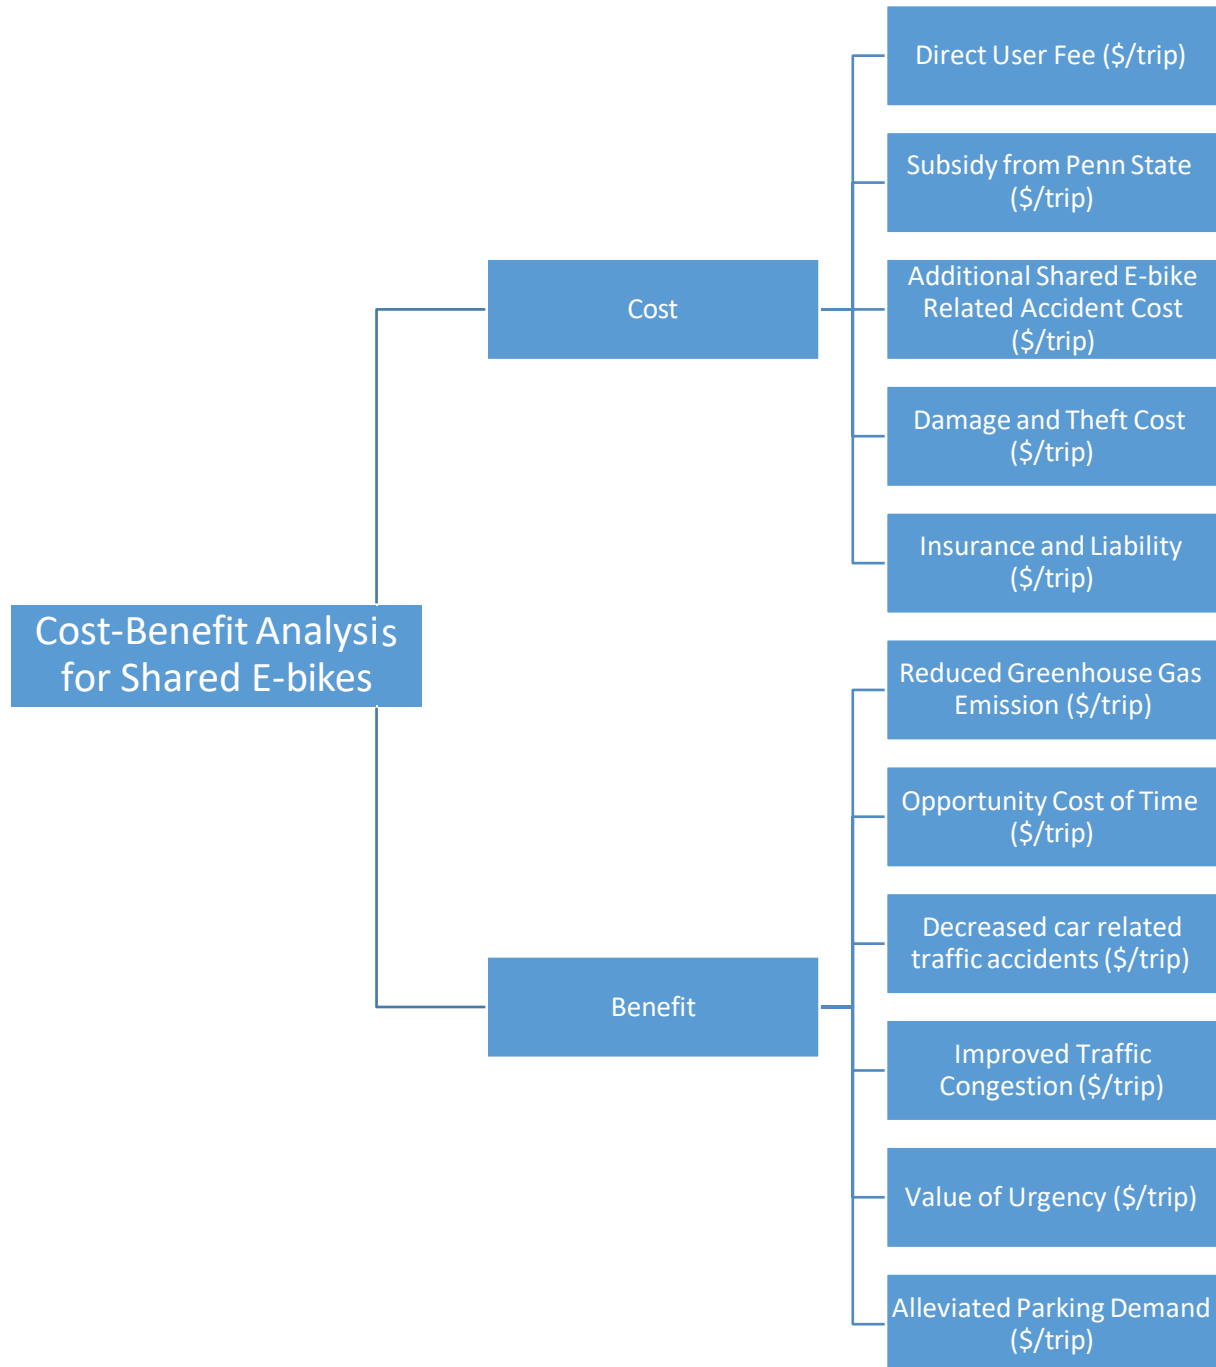 Direct User Fee ($/trip)
Subsidy from Penn State
($/trip)
Additional Shared E-bike
Related Accident Cost
($/trip)
Cost
Damage and Theft Cost
($/trip)
Insurance and Liability
($/trip)
Cost-Benefit Analysis
for Shared E-bikes
Reduced Greenhouse Gas
Emission ($/trip)
Opportunity Cost of Time
($/trip)
Decreased car related
traffic accidents ($/trip)
Benefit
Improved Traffic
Congestion ($/trip)
Value of Urgency ($/trip)
Alleviated Parking Demand
($/trip)